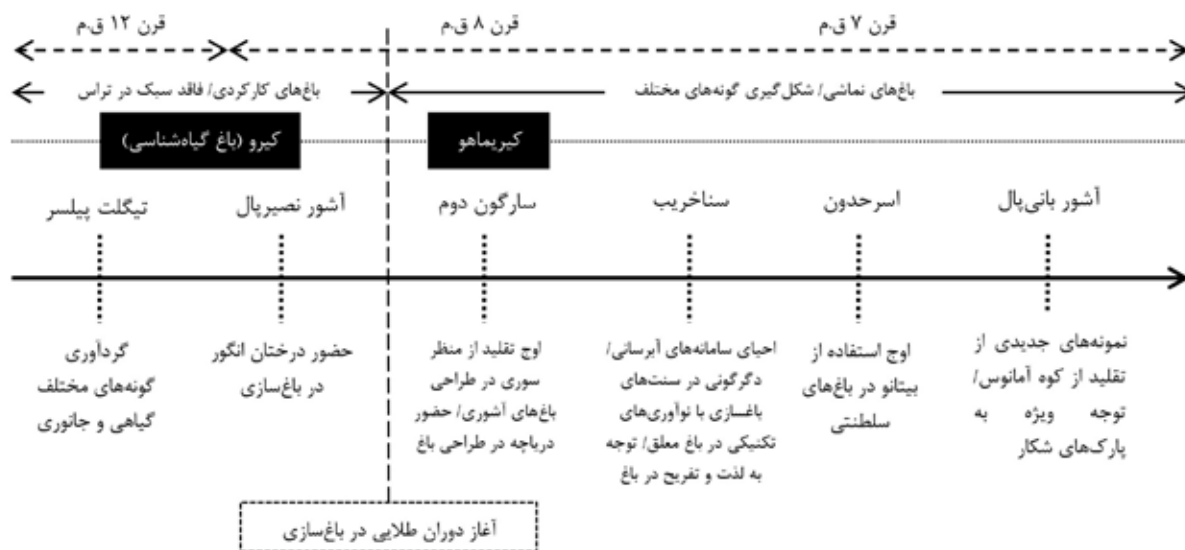 قرن ۱۲ ق.م
قرن ۸ ق.م
قرن ۷ ق.م
باغ‌های کارکردی/ فاقد سبک در تراس
باغ‌های نماشی/ شکل‌گیری گونه‌های مختلف
کیرو (باغ گیاه‌شناسی)
کیریماهو
تیگلت پیلسر
آشور نصیرپال
سارگون دوم
سناخریب
اسرحدون
آشور بانی‌پال
گردآوری
گونه‌های مختلف
گیاهی و جانوری
حضور درختان انگور
در باغ‌سازی
اوج تقلید از منظر
سوری در طراحی
باغ‌های آشوری/ حضور
دریاچه در طراحی باغ
احیای سامانه‌های آبرسانی/
دگرگونی در سنت‌های
باغسازی با نوآوری‌های
تکنیکی در باغ معلق/ توجه
به لذت و تفریح در باغ
اوج استفاده از
بیتانو در باغ‌های
سلطنتی
نمونه‌های جدیدی از
تقلید از کوه آمانوس/
توجه ویژه به
پارک‌های شکار
آغاز دوران طلایی در باغ‌سازی